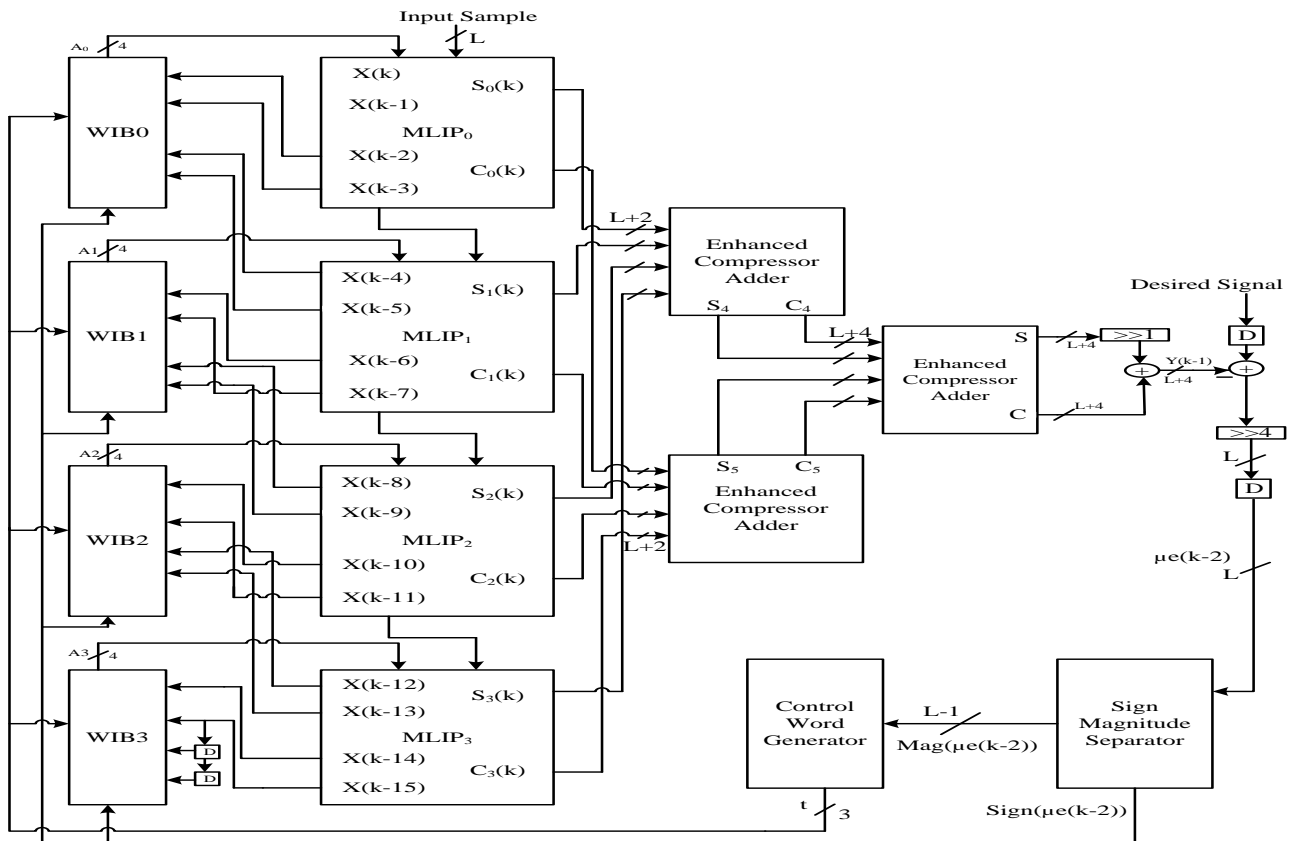 Input Sample
L
A₀ 4
WIB0
X(k)
X(k-1)
MLIP₀
X(k-2)
X(k-3)
S₀(k)
C₀(k)
A1 4
WIB1
X(k-4)
X(k-5)
MLIP₁
X(k-6)
X(k-7)
S₁(k)
C₁(k)
A2 4
WIB2
X(k-8)
X(k-9)
MLIP₂
X(k-10)
X(k-11)
S₂(k)
C₂(k)
A3 4
WIB3
D
D
X(k-12)
X(k-13)
MLIP₃
X(k-14)
X(k-15)
S₃(k)
C₃(k)
L+2
Enhanced
Compressor
Adder
S₄ C₄
L+4
S₅ C₅
Enhanced
Compressor
Adder
L+2
Enhanced
Compressor
Adder
S
C
L+4
L+4
>>1
+
Y(k-1)
L+4
Desired Signal
D
+
−
>>4
L
D
µe(k-2)
L
Sign
Magnitude
Separator
L-1
Mag(µe(k-2))
Control
Word
Generator
t 3
Sign(µe(k-2))